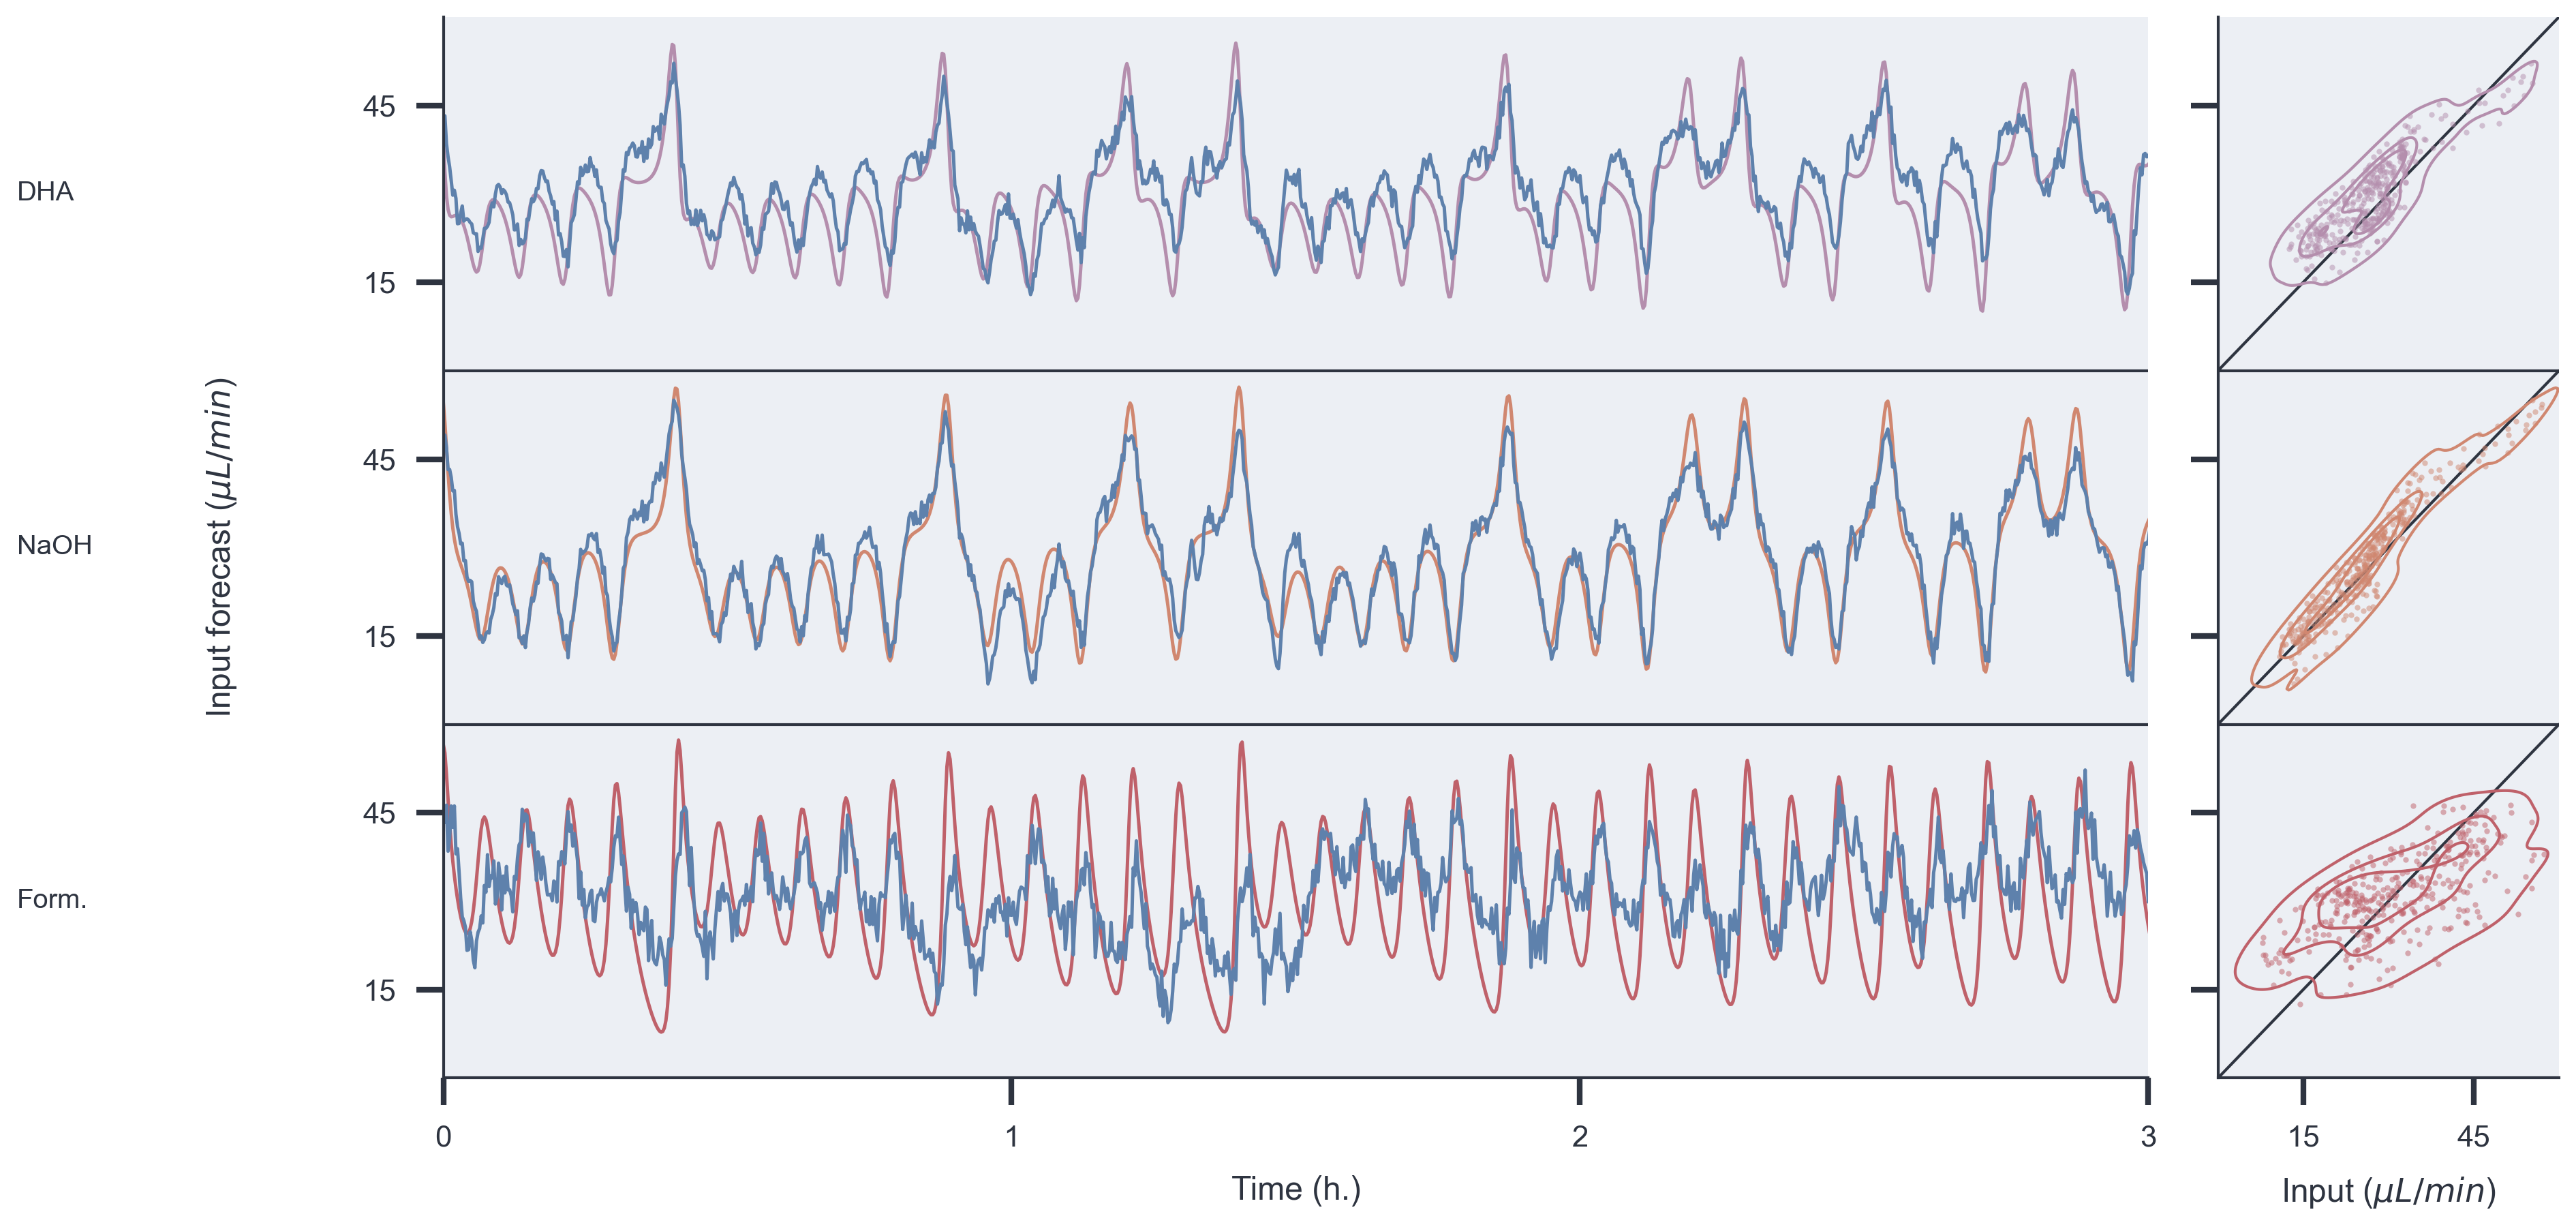 DHA
45
15
NaOH
45
15
Input forecast (μL/min)
Form.
45
15
0
1
2
3
Time (h.)
15
45
Input (μL/min)